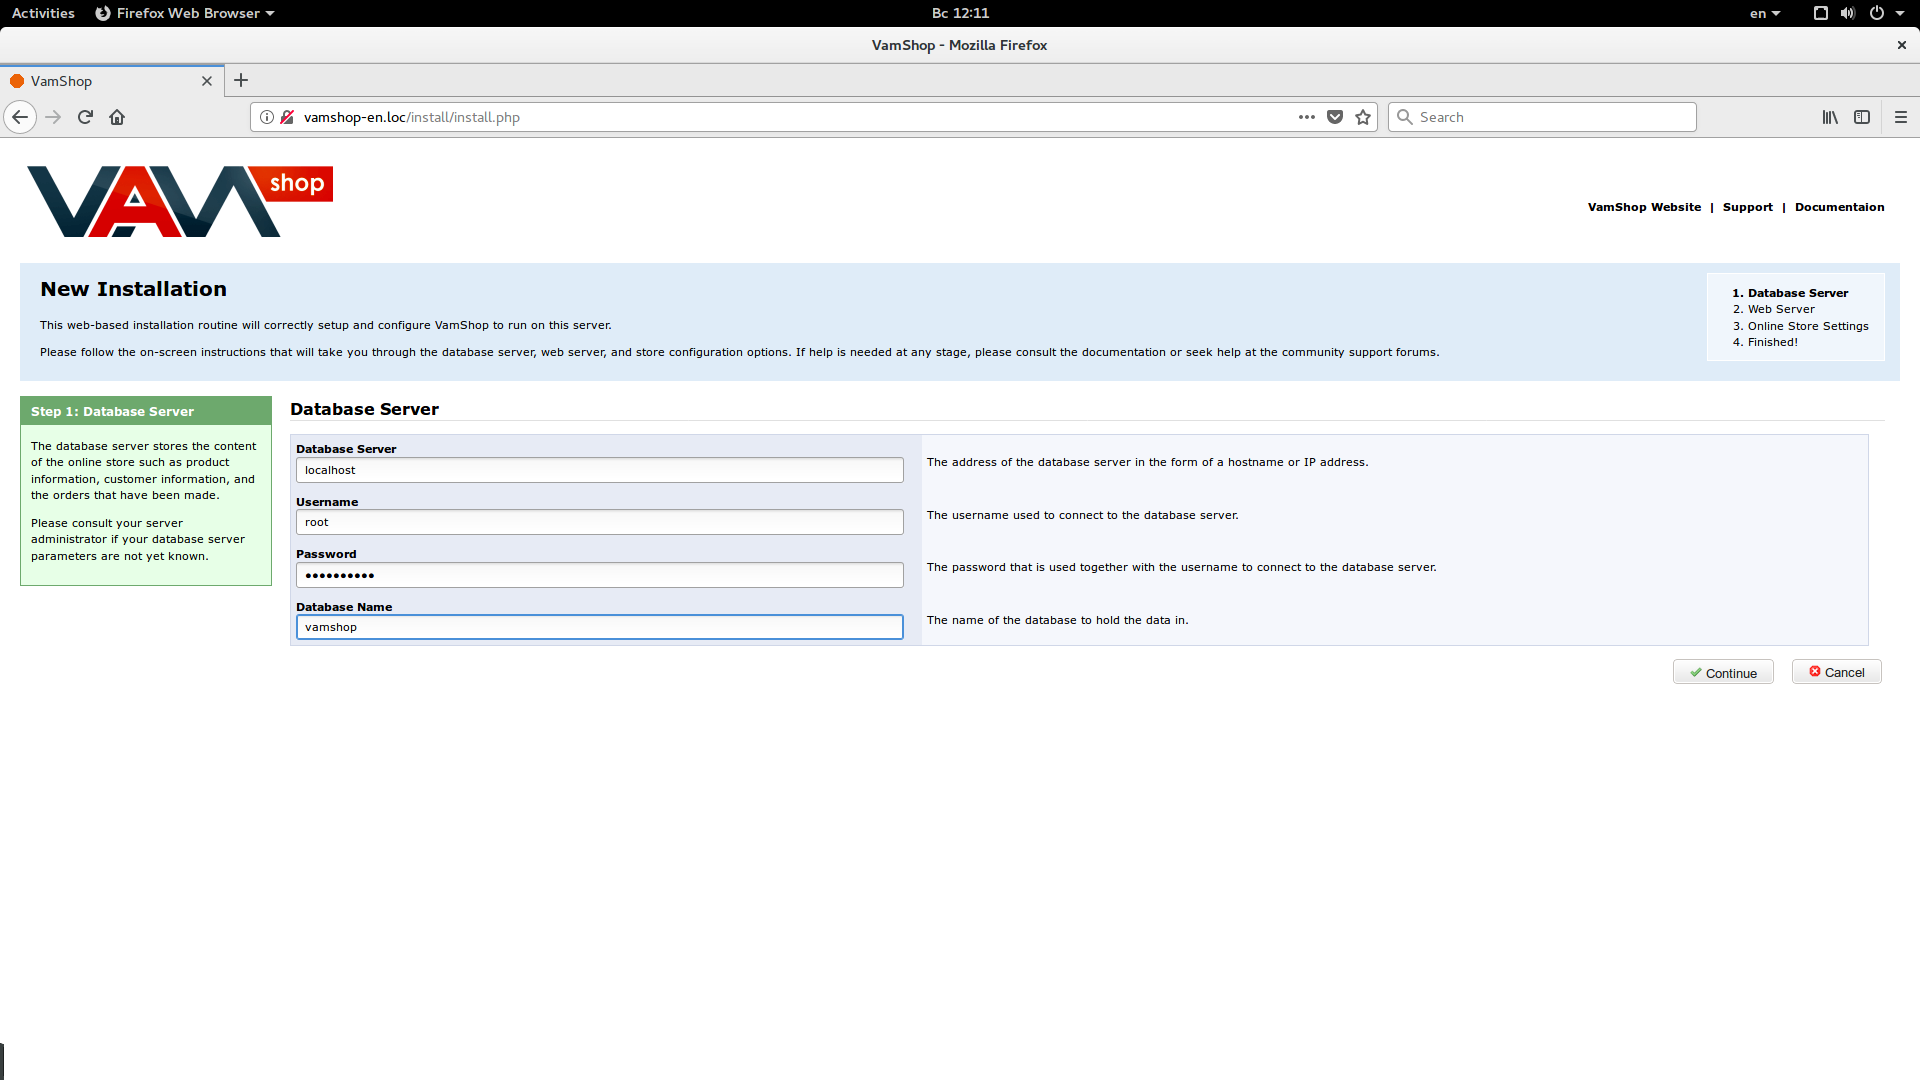 Activities Firefox Web Browser Вс 12:11 en
VamShop - Mozilla Firefox
VamShop
vamshop-en.loc/install/install.php Search
VAM shop
VamShop Website | Support | Documentaion
New Installation
This web-based installation routine will correctly setup and configure VamShop to run on this server.
Please follow the on-screen instructions that will take you through the database server, web server, and store configuration options. If help is needed at any stage, please consult the documentation or seek help at the community support forums.
1. Database Server
2. Web Server
3. Online Store Settings
4. Finished!
Step 1: Database Server
The database server stores the content
of the online store such as product
information, customer information, and
the orders that have been made.
Please consult your server
administrator if your database server
parameters are not yet known.
Database Server
Database Server
localhost
The address of the database server in the form of a hostname or IP address.
Username
root
The username used to connect to the database server.
Password
••••••••••
The password that is used together with the username to connect to the database server.
Database Name
vamshop
The name of the database to hold the data in.
Continue Cancel